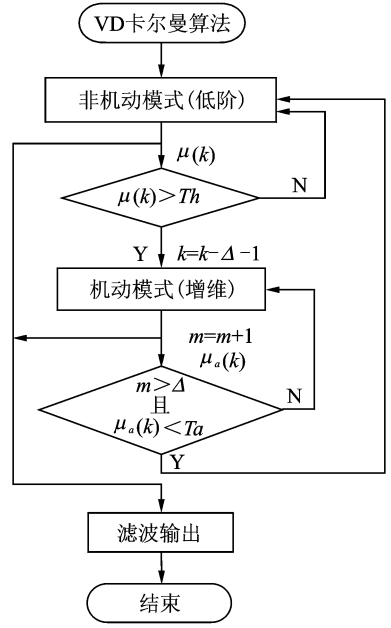 VD卡尔曼算法
非机动模式(低阶)
μ(k)
μ(k)>Th
N
Y
k=k-Δ-1
机动模式(增维)
m=m+1
μₐ(k)
m>Δ
且
μₐ(k)<Ta
N
Y
滤波输出
结束